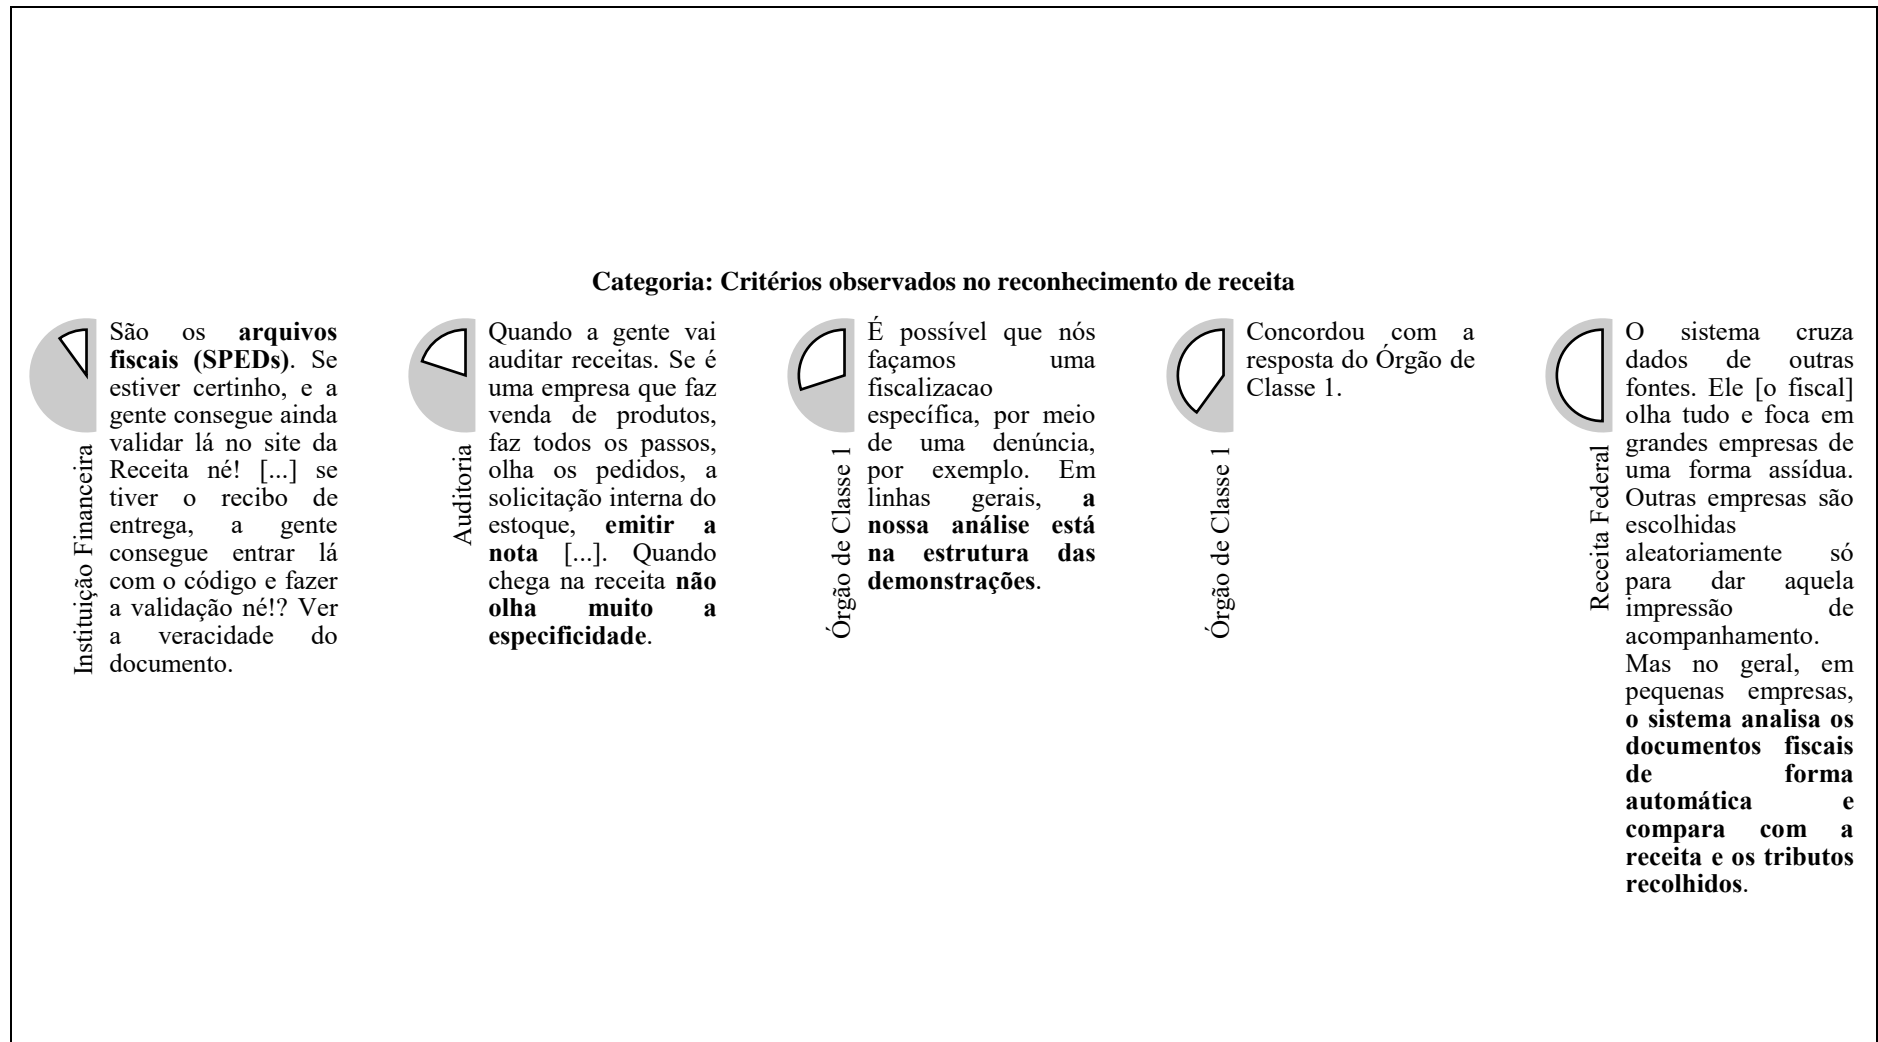 Categoria: Critérios observados no reconhecimento de receita
Instituição Financeira
São os arquivos
fiscais (SPEDs). Se
estiver certinho, e a
gente consegue ainda
validar lá no site da
Receita né! [...] se
tiver o recibo de
entrega, a gente
consegue entrar lá
com o código e fazer
a validação né!? Ver
a veracidade do
documento.
Auditoria
Quando a gente vai
auditar receitas. Se é
uma empresa que faz
venda de produtos,
faz todos os passos,
olha os pedidos, a
solicitação interna do
estoque, emitir a
nota [...]. Quando
chega na receita não
olha muito a
especificidade.
Órgão de Classe 1
É possível que nós
façamos uma
fiscalizacao
específica, por meio
de uma denúncia,
por exemplo. Em
linhas gerais, a
nossa análise está
na estrutura das
demonstrações.
Órgão de Classe 1
Concordou com a
resposta do Órgão de
Classe 1.
Receita Federal
O sistema cruza
dados de outras
fontes. Ele [o fiscal]
olha tudo e foca em
grandes empresas de
uma forma assídua.
Outras empresas são
escolhidas
aleatoriamente só
para dar aquela
impressão de
acompanhamento.
Mas no geral, em
pequenas empresas,
o sistema analisa os
documentos fiscais
de forma
automática e
compara com a
receita e os tributos
recolhidos.